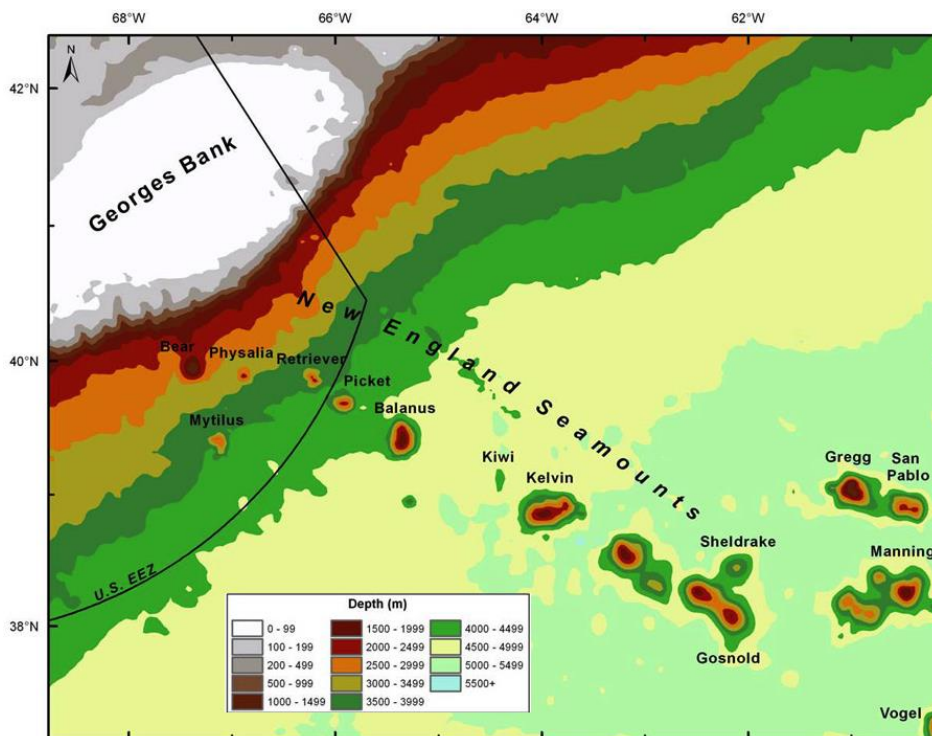 68°W 66°W 64°W 62°W
N
42°N
Georges Bank
New England Seamounts
40°N
Bear
Physalia
Retriever
Picket
Mytilus
Balanus
Kiwi
Kelvin
Gregg
San
Pablo
Sheldrake
Manning
U.S. EEZ
38°N
Gosnold
Vogel
Depth (m)
0 - 99
100 - 199
200 - 499
500 - 999
1000 - 1499
1500 - 1999
2000 - 2499
2500 - 2999
3000 - 3499
3500 - 3999
4000 - 4499
4500 - 4999
5000 - 5499
5500+